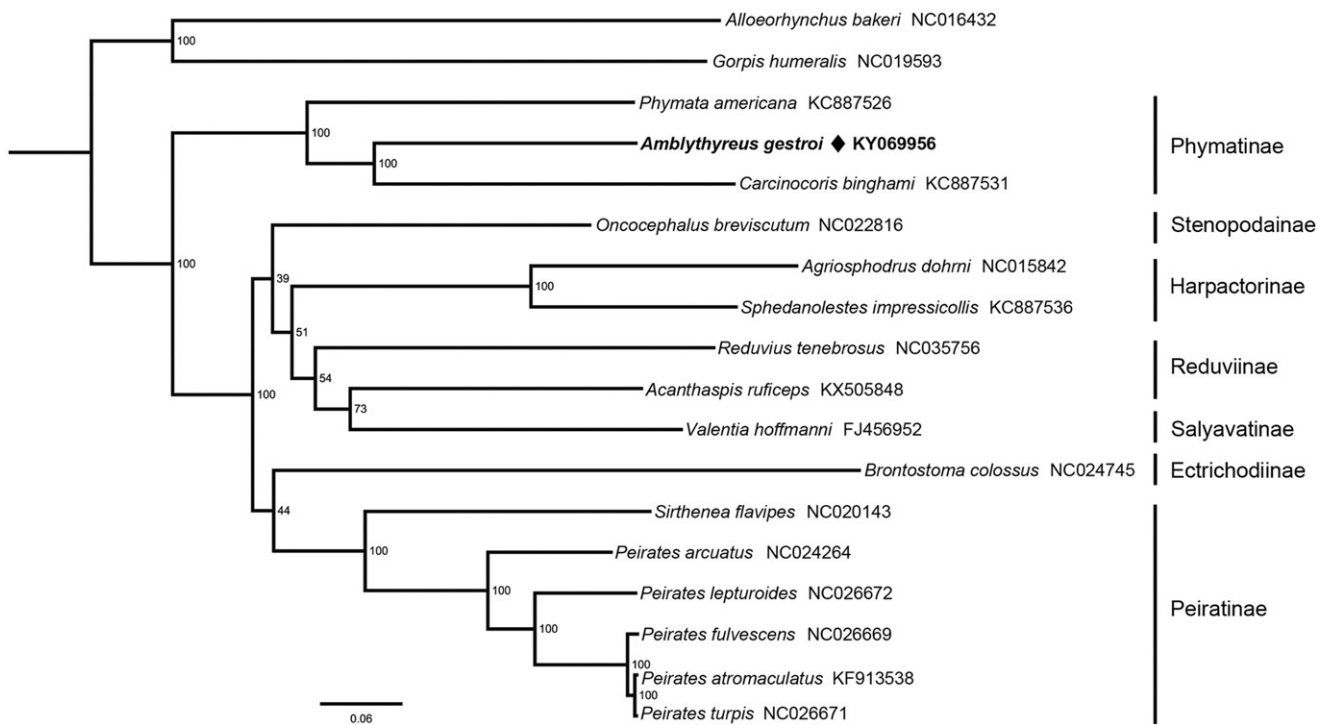 Alloeorhynchus bakeri NC016432
100
Gorpis humeralis NC019593
Phymata americana KC887526
100
Amblythyreus gestroi ◆ KY069956
Phymatinae
100
Carcinocoris binghami KC887531
Oncocephalus breviscutum NC022816
Stenopodainae
100
Agriosphodrus dohrni NC015842
39
Harpactorinae
100
Sphedanolestes impressicollis KC887536
51
Reduvius tenebrosus NC035756
Reduviinae
54
Acanthaspis ruficeps KX505848
100
73
Valentia hoffmanni FJ456952
Salyavatinae
Brontostoma colossus NC024745
Ectrichodiinae
44
Sirthenea flavipes NC020143
100
Peirates arcuatus NC024264
100
Peirates lepturoides NC026672
Peiratinae
100
Peirates fulvescens NC026669
100
Peirates atromaculatus KF913538
100
Peirates turpis NC026671
0.06